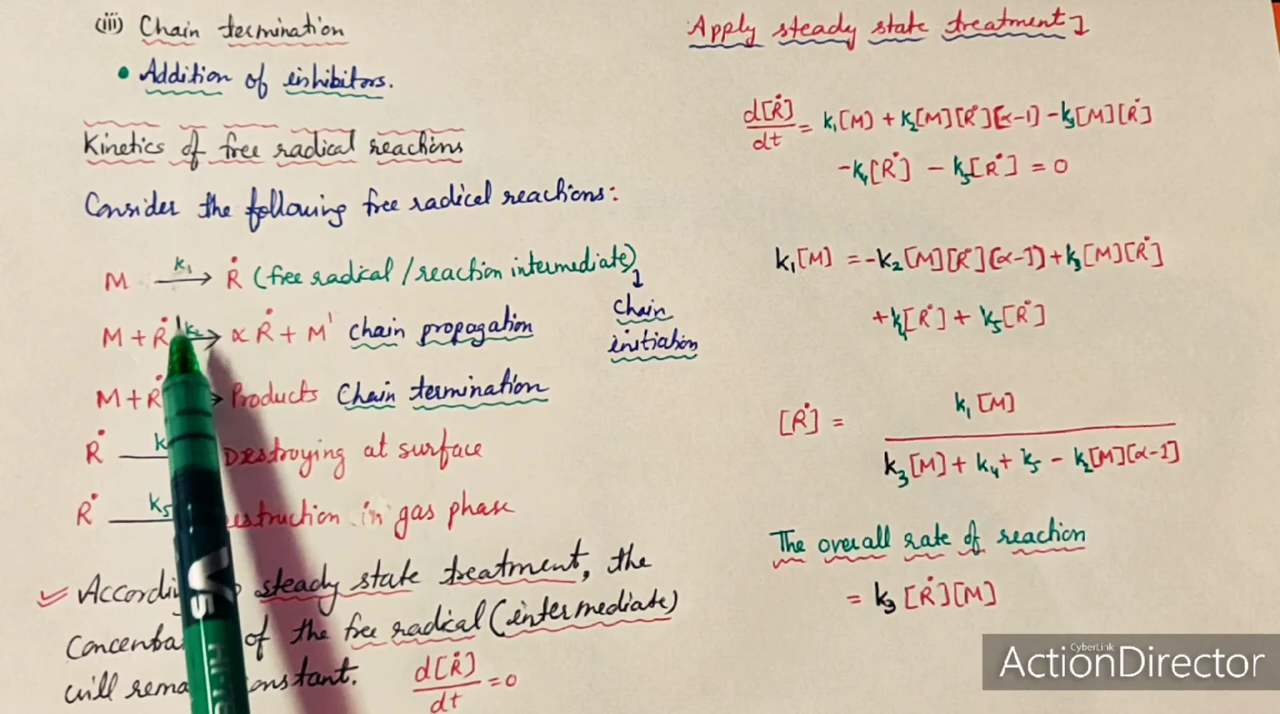 (iii) Chain termination
• Addition of inhibitors.
Kinetics of free radical reactions
Consider the following free radical reactions:
M —k₁→ Ṙ (free radical / reaction intermediate)
↓ Chain initiation
M + Ṙ → ∝ Ṙ + M' Chain propagation
M + Ṙ → Products Chain termination
Ṙ — at surface
Ṙ —k₅ in gas phase
steady state treatment, the
of the free radical (intermediate)
will
d[Ṙ]/dt = 0
Apply steady state treatment]
d[Ṙ]/dt = k₁[M] + k₂[M][Ṙ][∝-1) - k₃[M][Ṙ]
-k₄[Ṙ] - k₅[Ṙ] = 0
k₁[M] = -k₂[M][Ṙ](∝-1) + k₃[M][Ṙ]
+ k₄[Ṙ] + k₅[Ṙ]
[Ṙ] = k₁[M] / k₃[M] + k₄ + k₅ - k₂[M][∝-1)
The overall rate of reaction
= k₃[Ṙ][M]
CyberLink
ActionDirector
V5